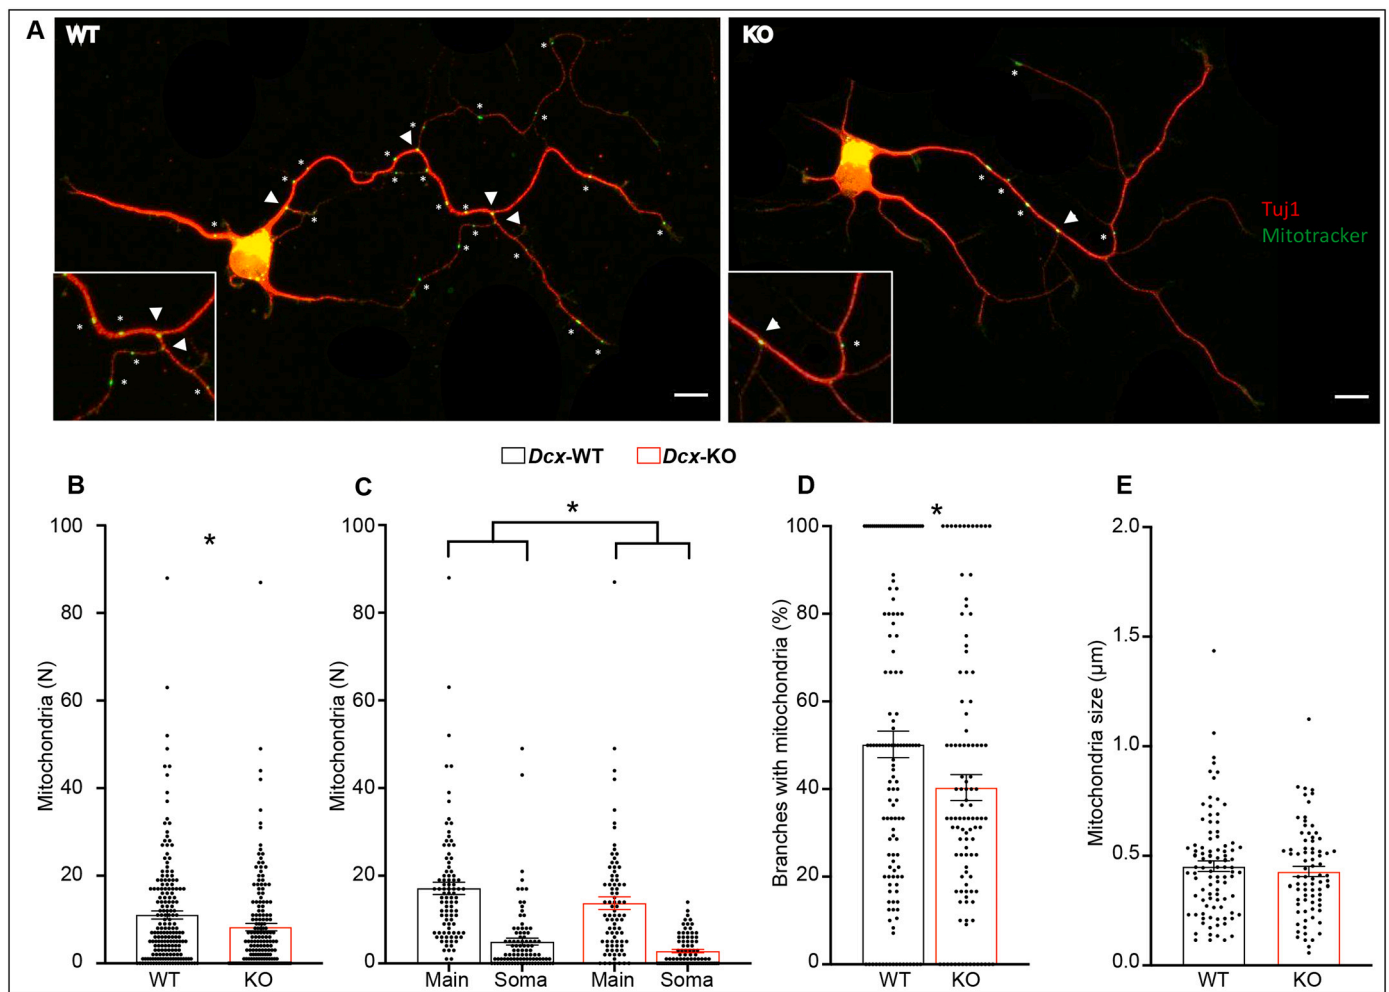 A
WT
KO
Tuj1
Mitotracker
Dcx-WT
Dcx-KO
B
*
Mitochondria (N)
100
80
60
40
20
0
WT
KO
C
*
Mitochondria (N)
100
80
60
40
20
0
Main
Soma
Main
Soma
D
*
Branches with mitochondria (%)
100
80
60
40
20
0
WT
KO
E
Mitochondria size (µm)
2.0
1.5
1.0
0.5
0.0
WT
KO